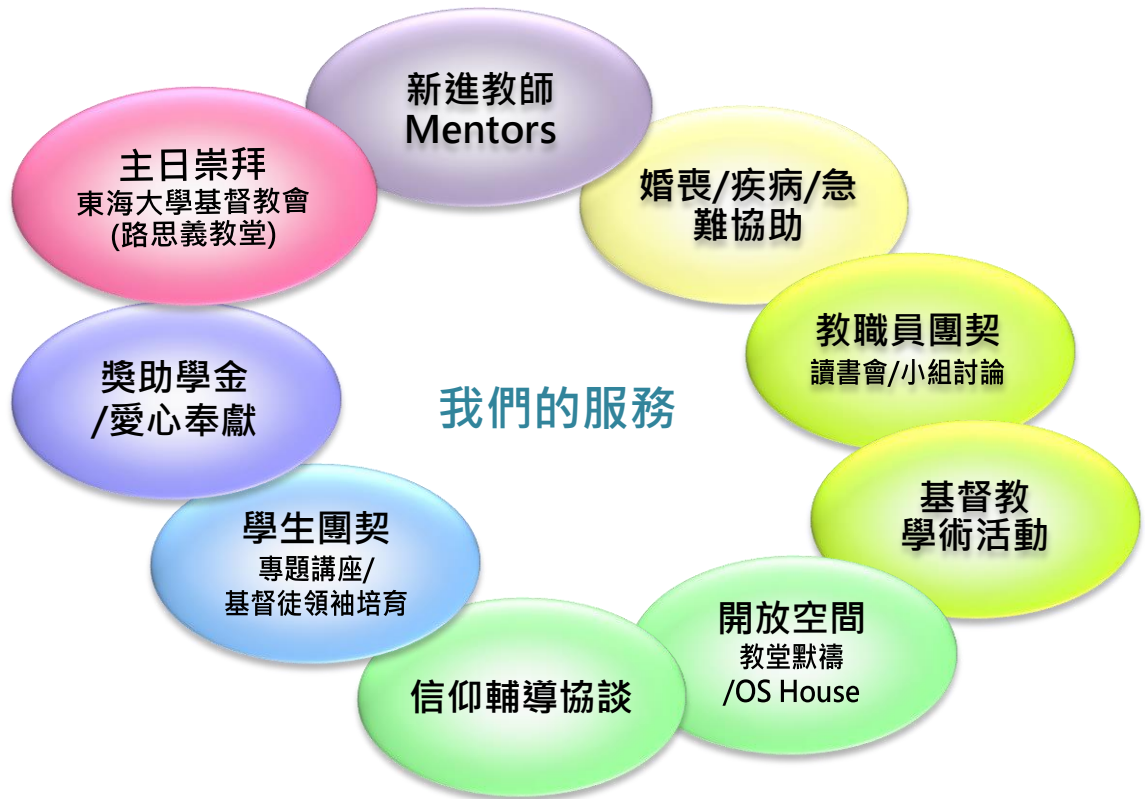 新進教師
Mentors
主日崇拜
東海大學基督教會
(路思義教堂)
婚喪/疾病/急
難協助
教職員團契
讀書會/小組討論
獎助學金
/愛心奉獻
我們的服務
基督教
學術活動
學生團契
專題講座/
基督徒領袖培育
開放空間
教堂默禱
/OS House
信仰輔導協談